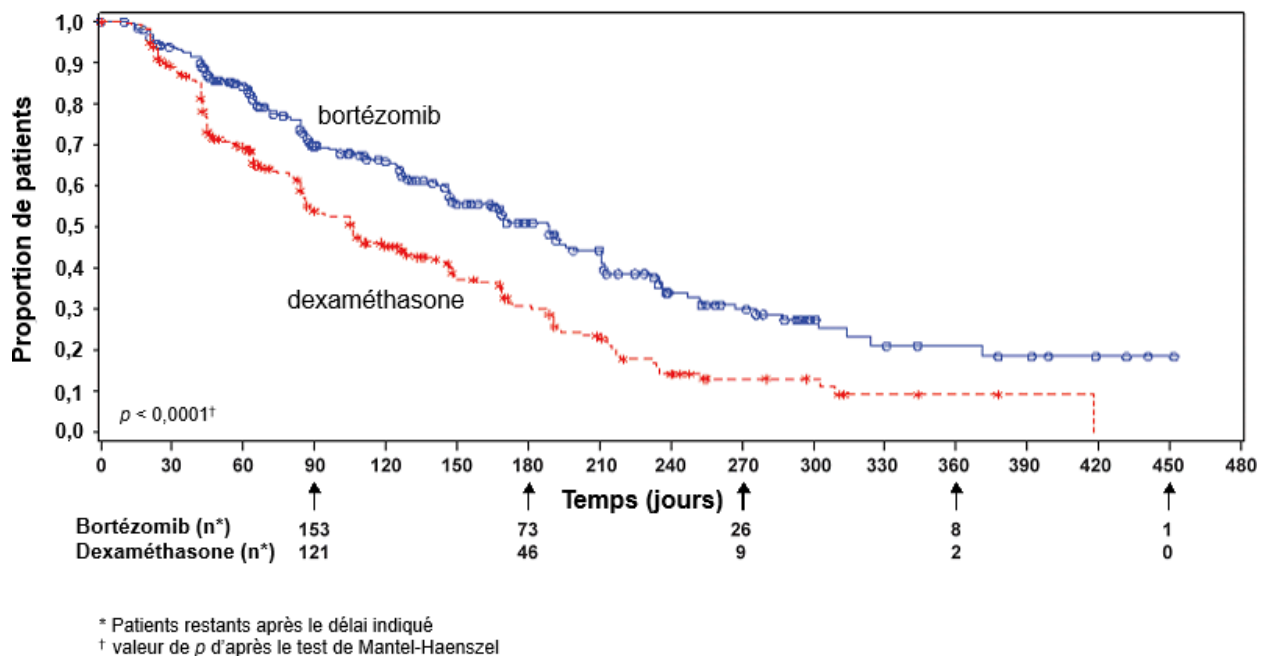 Proportion de patients
1,0
0,9
0,8
0,7
0,6
0,5
0,4
0,3
0,2
0,1
0,0
bortézomib
dexaméthasone
p < 0,0001†
0 30 60 90 120 150 180 210 240 270 300 330 360 390 420 450 480
Temps (jours)
Bortézomib (n*) 153 73 26 8 1
Dexaméthasone (n*) 121 46 9 2 0
* Patients restants après le délai indiqué
† valeur de p d'après le test de Mantel-Haenszel